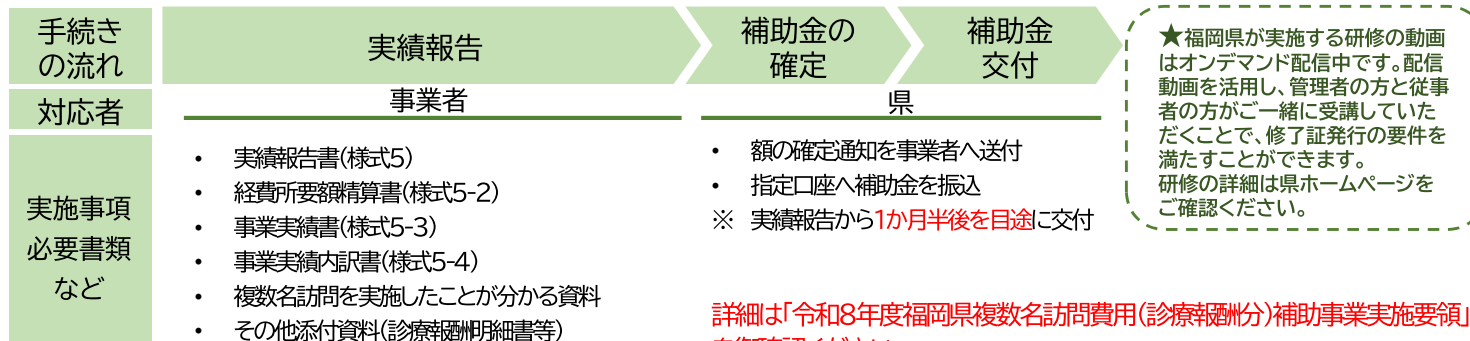 手続き
の流れ
実績報告
補助金の
確定
補助金
交付
対応者
事業者
県
実施事項
必要書類
など
• 実績報告書(様式5)
• 経費所要額精算書(様式5-2)
• 事業実績書(様式5-3)
• 事業実績内訳書(様式5-4)
• 複数名訪問を実施したことが分かる資料
• その他添付資料(診療報酬明細書等)
• 額の確定通知を事業者へ送付
• 指定口座へ補助金を振込
※ 実績報告から1か月半後を目途に交付
★福岡県が実施する研修の動画
はオンデマンド配信中です。配信
動画を活用し、管理者の方と従事
者の方がご一緒に受講していた
だくことで、修了証発行の要件を
満たすことができます。
研修の詳細は県ホームページを
ご確認ください。
詳細は「令和8年度福岡県複数名訪問費用(診療報酬分)補助事業実施要領」